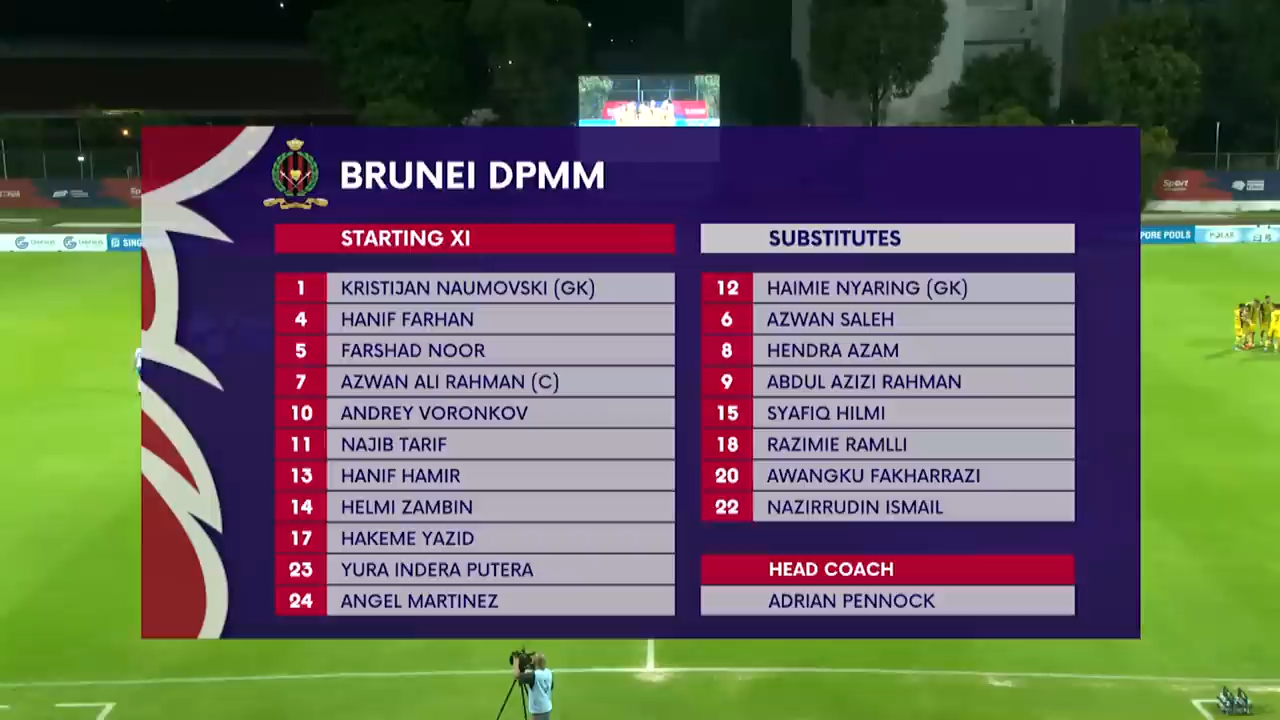 BRUNEI DPMM
STARTING XI
1 KRISTIJAN NAUMOVSKI (GK)
4 HANIF FARHAN
5 FARSHAD NOOR
7 AZWAN ALI RAHMAN (C)
10 ANDREY VORONKOV
11 NAJIB TARIF
13 HANIF HAMIR
14 HELMI ZAMBIN
17 HAKEME YAZID
23 YURA INDERA PUTERA
24 ANGEL MARTINEZ
SUBSTITUTES
12 HAIMIE NYARING (GK)
6 AZWAN SALEH
8 HENDRA AZAM
9 ABDUL AZIZI RAHMAN
15 SYAFIQ HILMI
18 RAZIMIE RAMLLI
20 AWANGKU FAKHARRAZI
22 NAZIRRUDIN ISMAIL
HEAD COACH
ADRIAN PENNOCK
Sport
SING
PORE POOLS